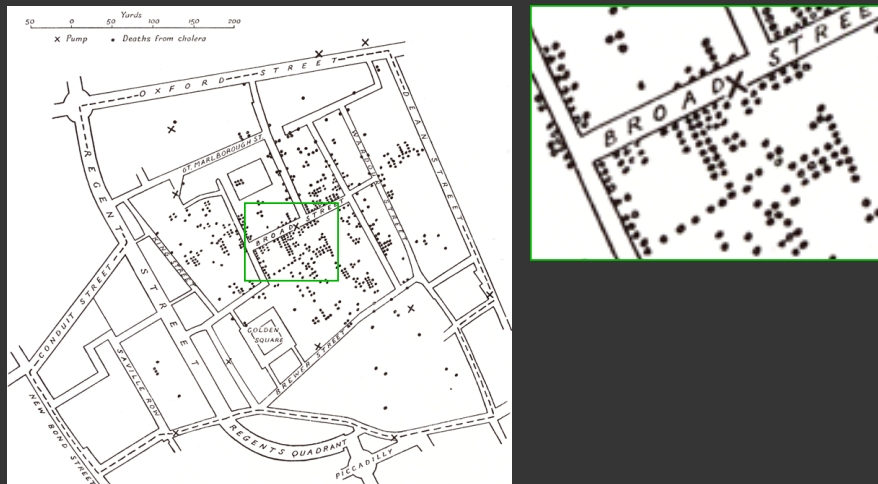 Yards
50 0 50 100 150 200
× Pump • Deaths from cholera
OXFORD STREET
DEAN STREET
REGENT STREET
GT. MARLBOROUGH ST.
WARDOUR STREET
BROAD STREET
KING STREET
CONDUIT STREET
GOLDEN
SQUARE
BREWER STREET
SAVILLE ROW
NEW BOND STREET
REGENTS QUADRANT
PICCADILLY
BROAD STREE